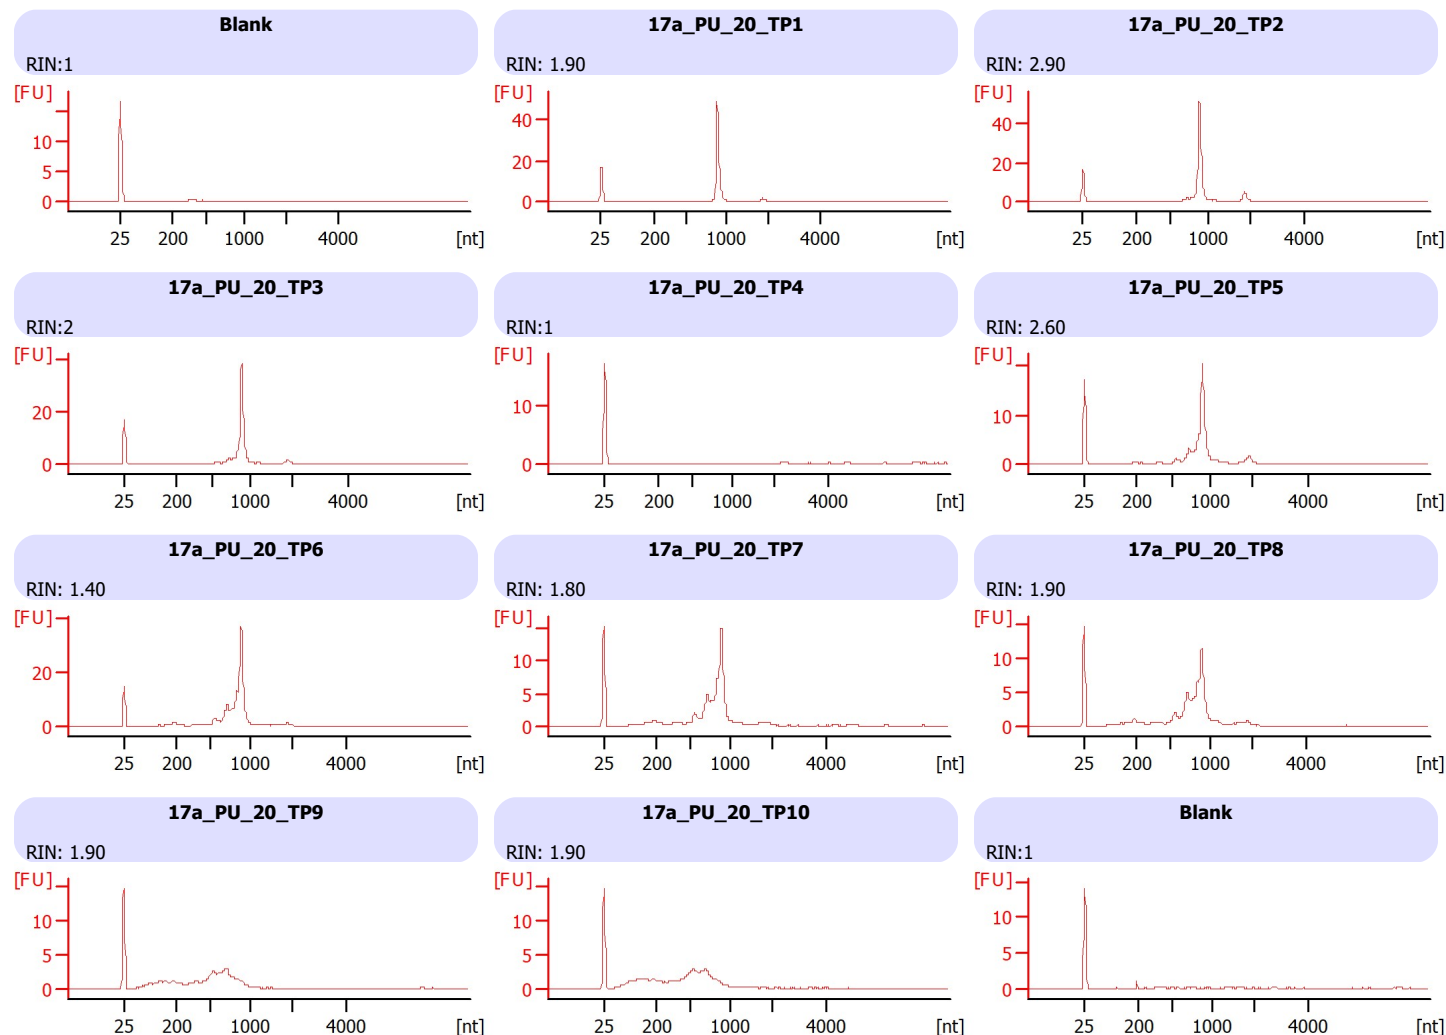 Blank
RIN:1
[FU]
10
5
0
25 200 1000 4000 [nt]
17a_PU_20_TP1
RIN: 1.90
[FU]
40
20
0
25 200 1000 4000 [nt]
17a_PU_20_TP2
RIN: 2.90
[FU]
40
20
0
25 200 1000 4000 [nt]
17a_PU_20_TP3
RIN:2
[FU]
20
0
25 200 1000 4000 [nt]
17a_PU_20_TP4
RIN:1
[FU]
10
0
25 200 1000 4000 [nt]
17a_PU_20_TP5
RIN: 2.60
[FU]
10
0
25 200 1000 4000 [nt]
17a_PU_20_TP6
RIN: 1.40
[FU]
20
0
25 200 1000 4000 [nt]
17a_PU_20_TP7
RIN: 1.80
[FU]
10
5
0
25 200 1000 4000 [nt]
17a_PU_20_TP8
RIN: 1.90
[FU]
10
5
0
25 200 1000 4000 [nt]
17a_PU_20_TP9
RIN: 1.90
[FU]
10
5
0
25 200 1000 4000 [nt]
17a_PU_20_TP10
RIN: 1.90
[FU]
10
5
0
25 200 1000 4000 [nt]
Blank
RIN:1
[FU]
10
5
0
25 200 1000 4000 [nt]